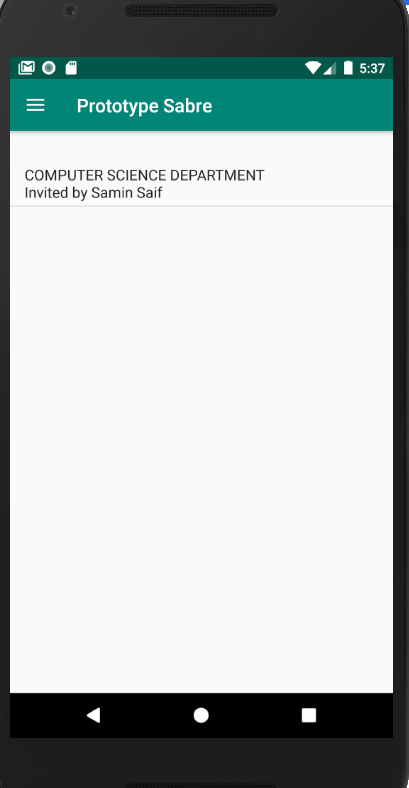 5:37
Prototype Sabre
COMPUTER SCIENCE DEPARTMENT
Invited by Samin Saif